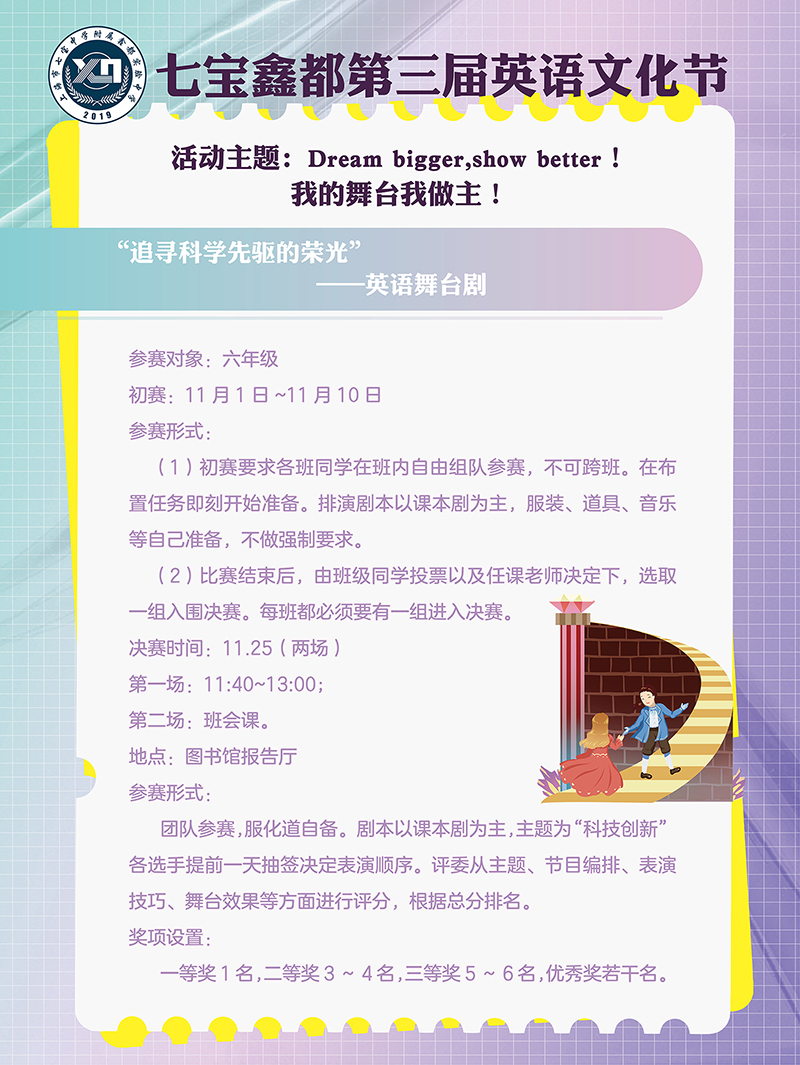 上海市七宝中学附属鑫都实验中学
2019
七宝鑫都第三届英语文化节
活动主题：Dream bigger,show better！
我的舞台我做主！
“追寻科学先驱的荣光”
——英语舞台剧
参赛对象：六年级
初赛：11 月 1 日 ~11 月 10 日
参赛形式：
（1）初赛要求各班同学在班内自由组队参赛，不可跨班。在布
置任务即刻开始准备。排演剧本以课本剧为主，服装、道具、音乐
等自己准备，不做强制要求。
（2）比赛结束后，由班级同学投票以及任课老师决定下，选取
一组入围决赛。每班都必须要有一组进入决赛。
决赛时间：11.25（两场）
第一场：11:40~13:00；
第二场：班会课。
地点：图书馆报告厅
参赛形式：
团队参赛,服化道自备。剧本以课本剧为主,主题为“科技创新”
各选手提前一天抽签决定表演顺序。评委从主题、节目编排、表演
技巧、舞台效果等方面进行评分，根据总分排名。
奖项设置：
一等奖 1 名,二等奖 3 ~ 4 名,三等奖 5 ~ 6 名,优秀奖若干名。